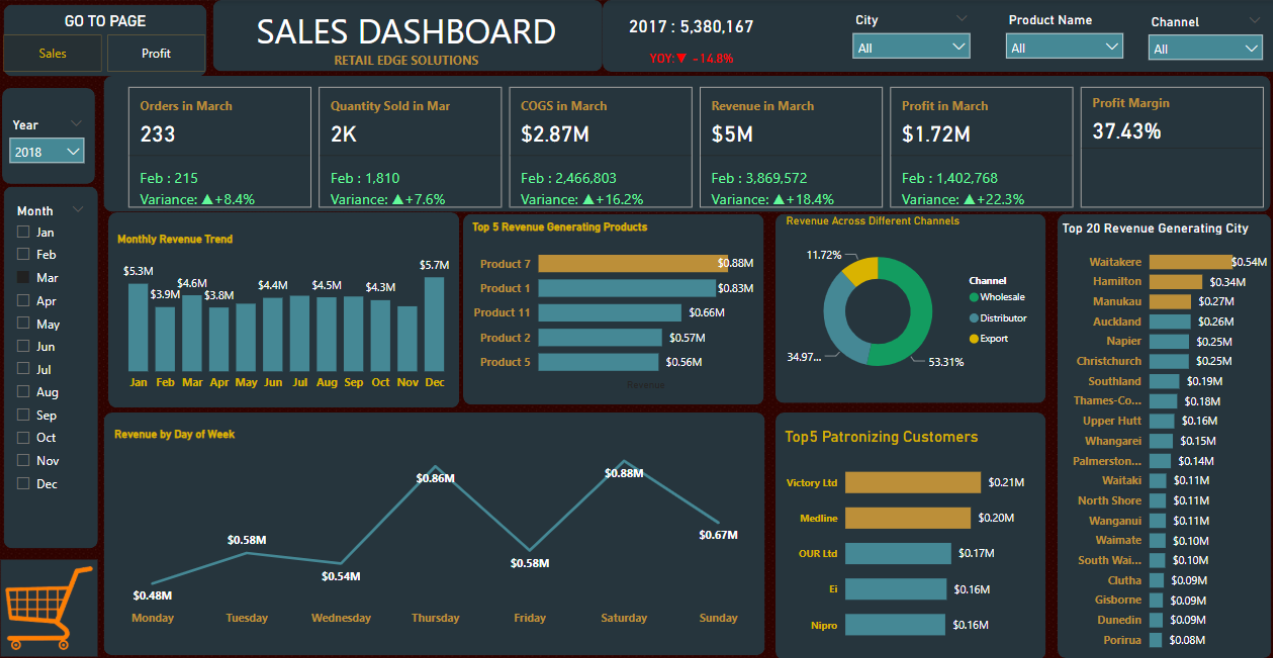 GO TO PAGE
Sales
Profit
SALES DASHBOARD
RETAIL EDGE SOLUTIONS
2017 : 5,380,167
YOY:▼ -14.8%
City
All
Product Name
All
Channel
All
Year
2018
Month
Jan
Feb
Mar
Apr
May
Jun
Jul
Aug
Sep
Oct
Nov
Dec
Orders in March
233
Feb : 215
Variance: ▲+8.4%
Quantity Sold in Mar
2K
Feb : 1,810
Variance: ▲+7.6%
COGS in March
$2.87M
Feb : 2,466,803
Variance: ▲+16.2%
Revenue in March
$5M
Feb : 3,869,572
Variance: ▲+18.4%
Profit in March
$1.72M
Feb : 1,402,768
Variance: ▲+22.3%
Profit Margin
37.43%
Monthly Revenue Trend
$5.3M
$3.9M
$4.6M
$3.8M
$4.4M
$4.5M
$4.3M
$5.7M
Jan Feb Mar Apr May Jun Jul Aug Sep Oct Nov Dec
Top 5 Revenue Generating Products
Product 7 $0.88M
Product 1 $0.83M
Product 11 $0.66M
Product 2 $0.57M
Product 5 $0.56M
Revenue
Revenue Across Different Channels
11.72%
34.97...
53.31%
Channel
Wholesale
Distributor
Export
Top 20 Revenue Generating City
Waitakere $0.54M
Hamilton $0.34M
Manukau $0.27M
Auckland $0.26M
Napier $0.25M
Christchurch $0.25M
Southland $0.19M
Thames-Co... $0.18M
Upper Hutt $0.16M
Whangarei $0.15M
Palmerston... $0.14M
Waitaki $0.11M
North Shore $0.11M
Wanganui $0.11M
Waimate $0.10M
South Wai... $0.10M
Clutha $0.09M
Gisborne $0.09M
Dunedin $0.09M
Porirua $0.08M
Revenue by Day of Week
$0.48M
$0.58M
$0.54M
$0.86M
$0.58M
$0.88M
$0.67M
Monday Tuesday Wednesday Thursday Friday Saturday Sunday
Top5 Patronizing Customers
Victory Ltd $0.21M
Medline $0.20M
OUR Ltd $0.17M
Ei $0.16M
Nipro $0.16M